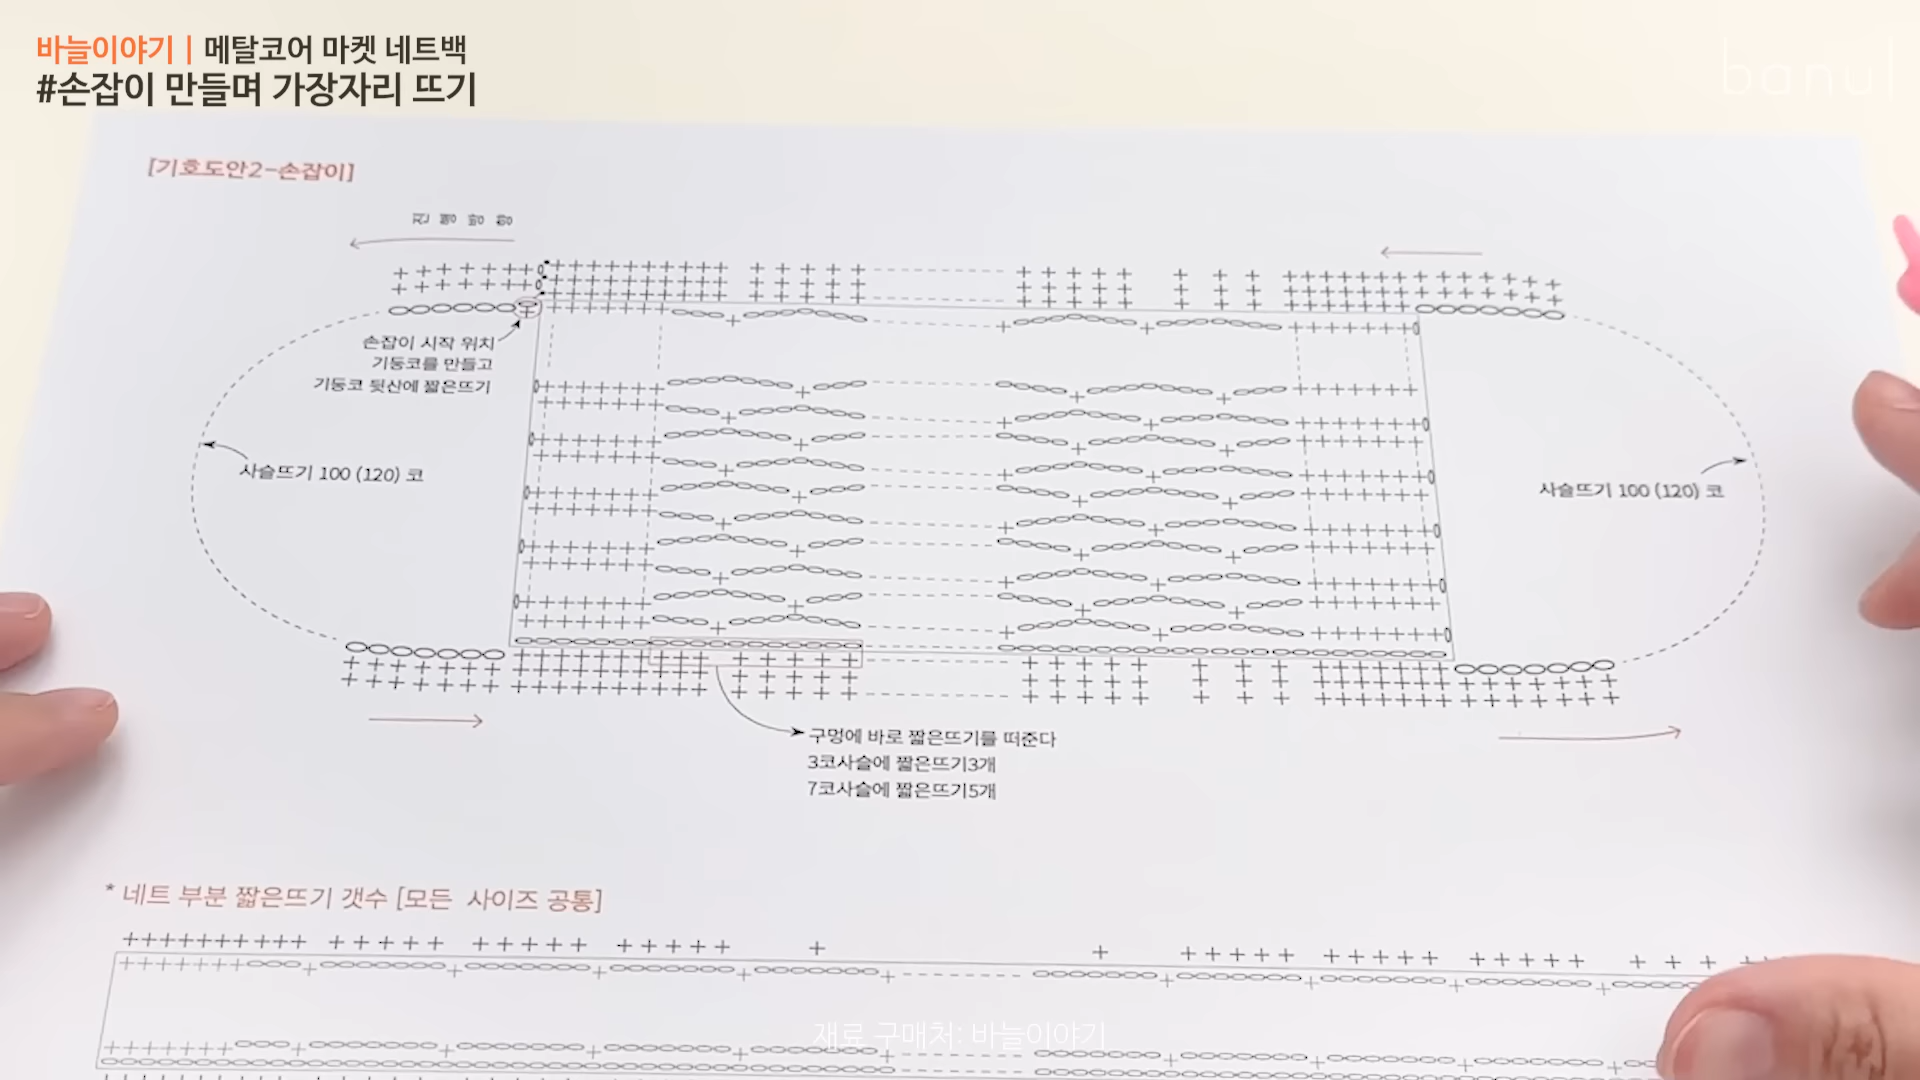 바늘이야기 | 메탈코어 마켓 네트백
#손잡이 만들며 가장자리 뜨기
banul
[기호도안2-손잡이]
진행방향
손잡이 시작 위치
기둥코를 만들고
기둥코 뒷산에 짧은뜨기
사슬뜨기 100 (120) 코
사슬뜨기 100 (120) 코
구멍에 바로 짧은뜨기를 떠준다
3코사슬에 짧은뜨기3개
7코사슬에 짧은뜨기5개
* 네트 부분 짧은뜨기 갯수 [모든 사이즈 공통]
재료 구매처: 바늘이야기